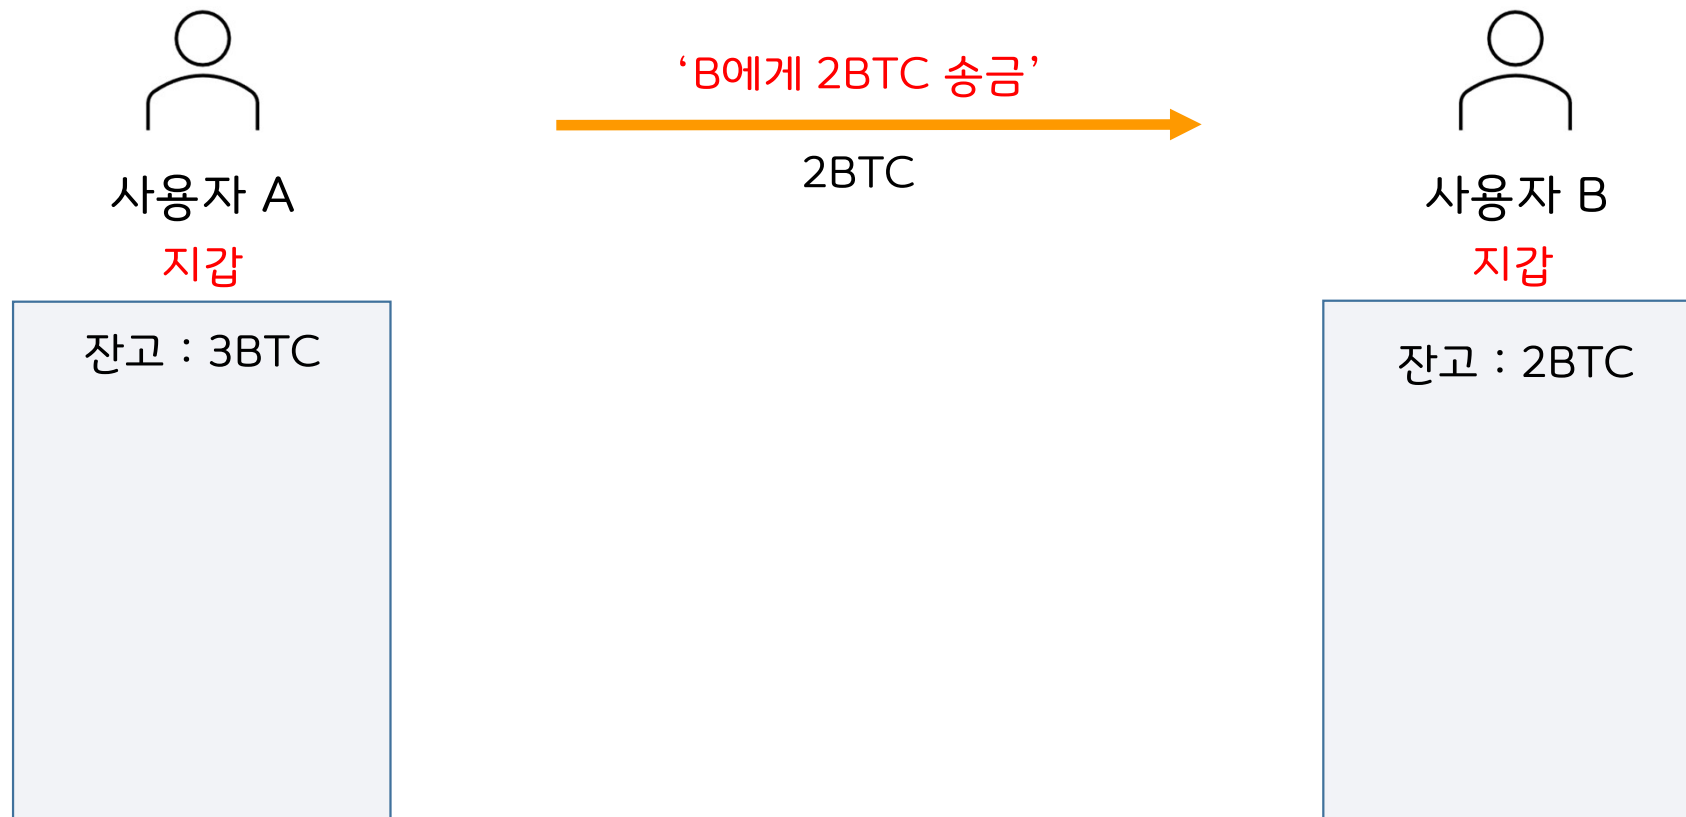 ‘B에게 2BTC 송금’
2BTC
사용자 A
사용자 B
지갑
지갑
잔고 : 3BTC
잔고 : 2BTC